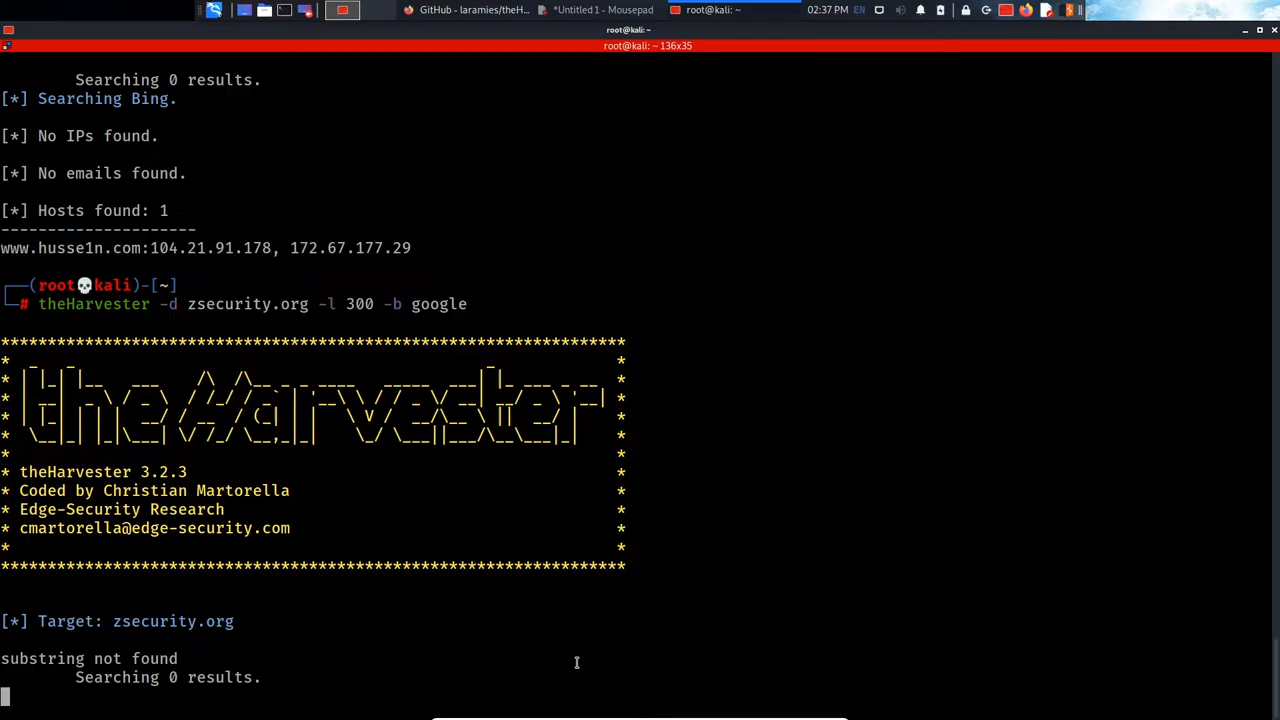 GitHub - laramies/theH...
*Untitled 1 - Mousepad
root@kali: ~
02:37 PM
EN
root@kali: ~
root@kali: ~ 136x35
Searching 0 results.
[*] Searching Bing.
[*] No IPs found.
[*] No emails found.
[*] Hosts found: 1
---------------------
www.husse1n.com:104.21.91.178, 172.67.177.29
┌──(root💀kali)-[~]
└─# theHarvester -d zsecurity.org -l 300 -b google
*******************************************************************
theHarvester
* theHarvester 3.2.3 *
* Coded by Christian Martorella *
* Edge-Security Research *
* cmartorella@edge-security.com *
* *
*******************************************************************
[*] Target: zsecurity.org
substring not found
Searching 0 results.